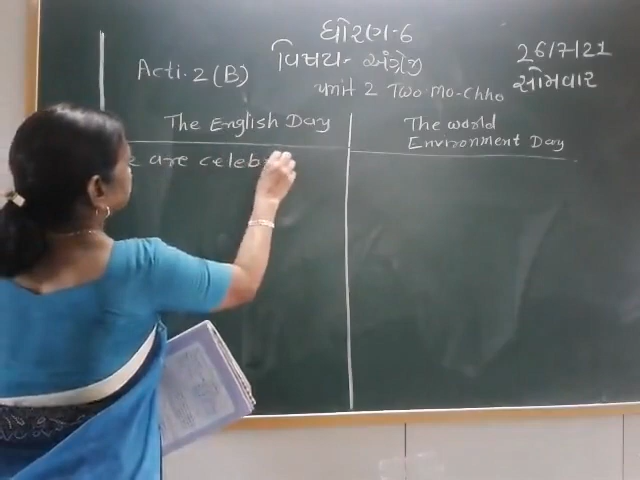 ધોરણ-6
વિષય- અંગ્રેજી
26/7/21
સોમવાર
Acti. 2 (B)
unit 2 Two-Mo-Chho
The English Day
The world
Environment Day
are celeb